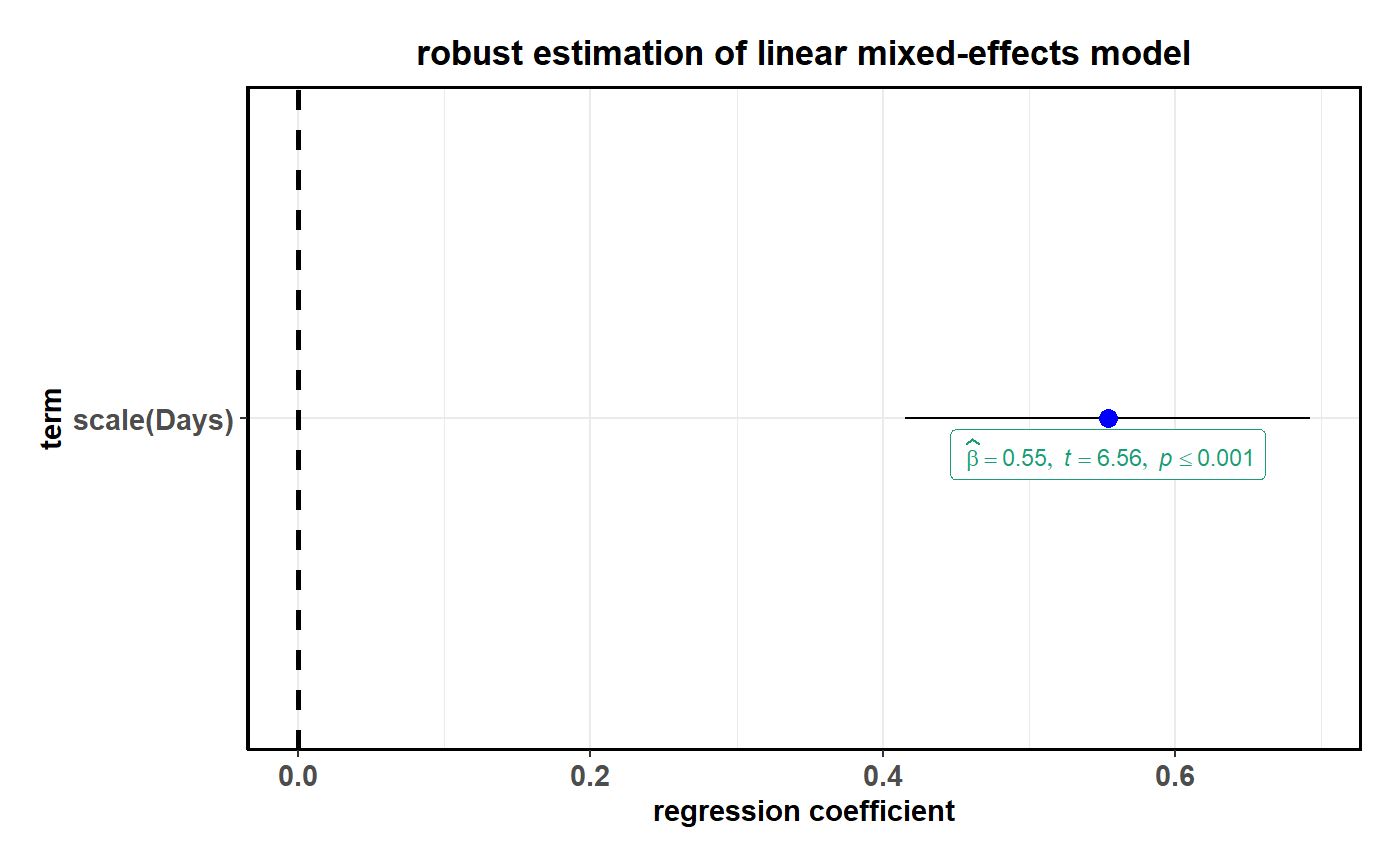 robust estimation of linear mixed-effects model
term
scale(Days)
β̂ = 0.55, t = 6.56, p ≤ 0.001
0.0 0.2 0.4 0.6
regression coefficient